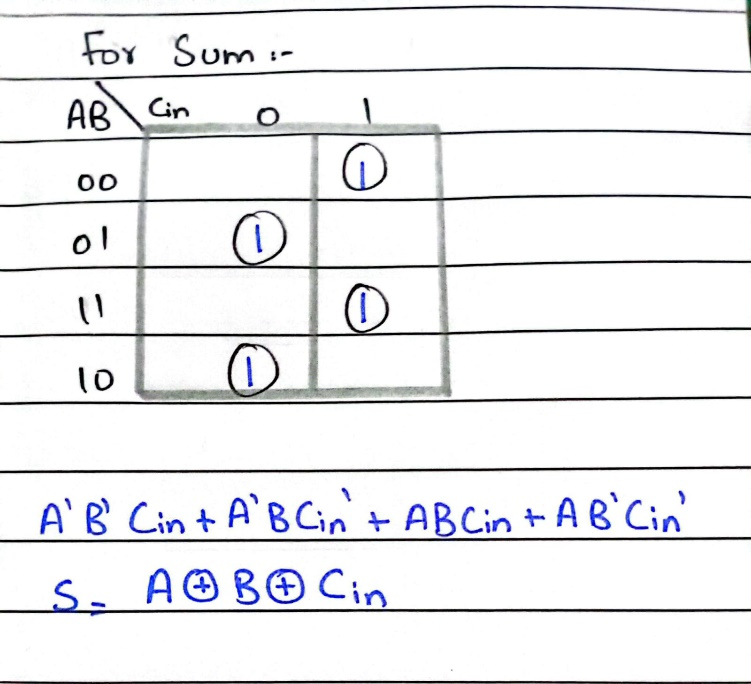 For Sum :-
AB \ Cin 0 1
00 1
01 1
11 1
10 1
A'B'Cin + A'BCin' + ABCin + AB'Cin'
S = A⊕B⊕Cin